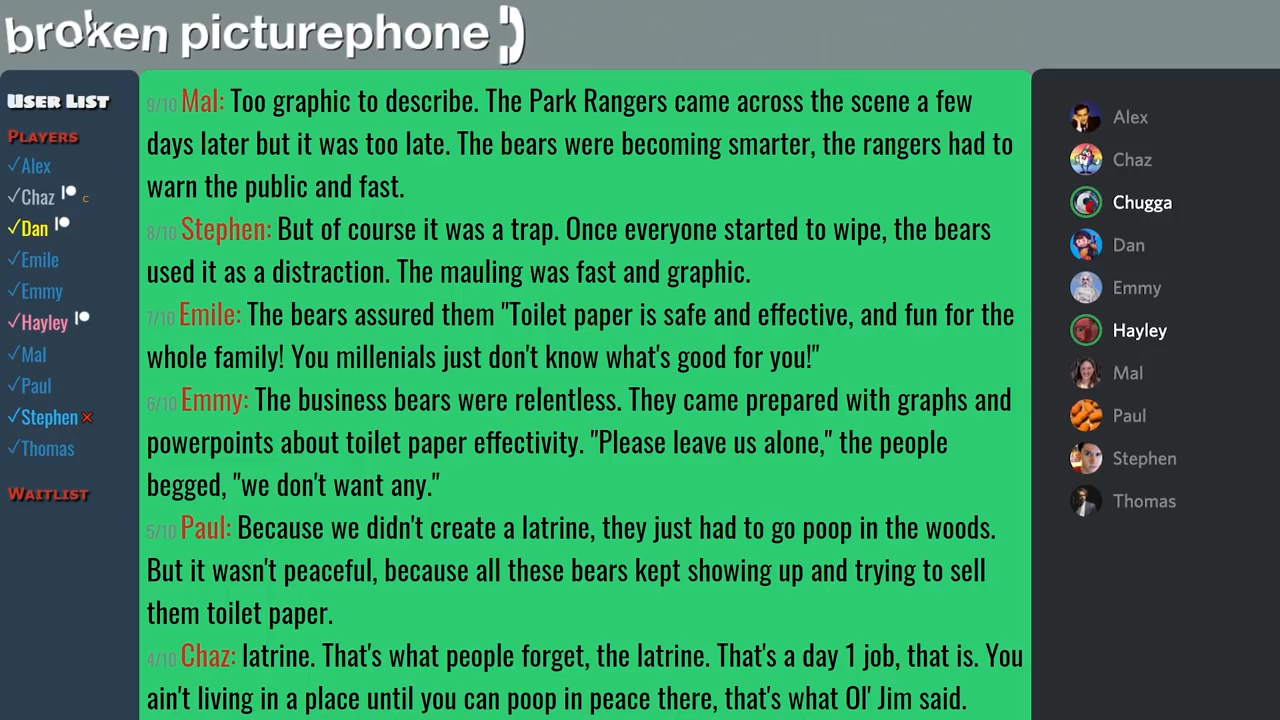 broken picturephone
USER LIST
PLAYERS
✓Alex
✓Chaz c
✓Dan
✓Emile
✓Emmy
✓Hayley
✓Mal
✓Paul
✓Stephen ×
✓Thomas
WAITLIST
9/10 Mal: Too graphic to describe. The Park Rangers came across the scene a few
days later but it was too late. The bears were becoming smarter, the rangers had to
warn the public and fast.
8/10 Stephen: But of course it was a trap. Once everyone started to wipe, the bears
used it as a distraction. The mauling was fast and graphic.
7/10 Emile: The bears assured them "Toilet paper is safe and effective, and fun for the
whole family! You millenials just don't know what's good for you!"
6/10 Emmy: The business bears were relentless. They came prepared with graphs and
powerpoints about toilet paper effectivity. "Please leave us alone," the people
begged, "we don't want any."
5/10 Paul: Because we didn't create a latrine, they just had to go poop in the woods.
But it wasn't peaceful, because all these bears kept showing up and trying to sell
them toilet paper.
4/10 Chaz: latrine. That's what people forget, the latrine. That's a day 1 job, that is. You
ain't living in a place until you can poop in peace there, that's what Ol' Jim said.
Alex
Chaz
Chugga
Dan
Emmy
Hayley
Mal
Paul
Stephen
Thomas